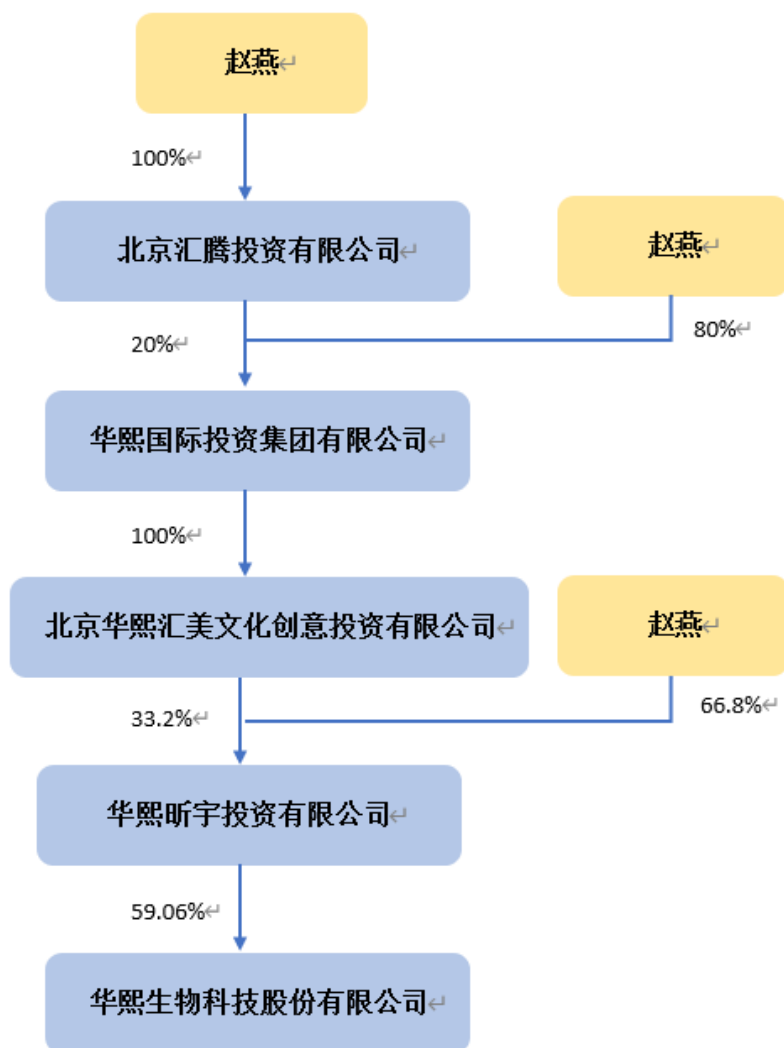 赵燕↵
100%↵
北京汇腾投资有限公司↵
赵燕↵
20%↵
80%↵
华熙国际投资集团有限公司↵
100%↵
北京华熙汇美文化创意投资有限公司↵
赵燕↵
33.2%↵
66.8%↵
华熙昕宇投资有限公司↵
59.06%↵
华熙生物科技股份有限公司↵